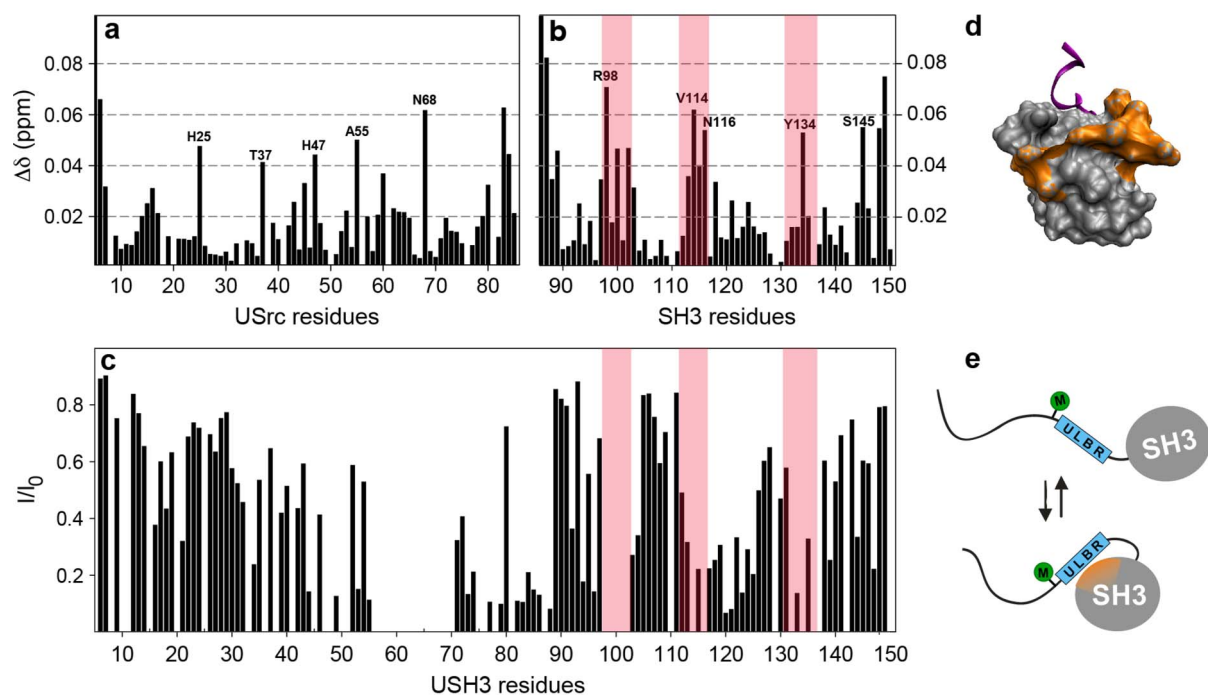 a
Δδ (ppm)
0.08
0.06
0.04
0.02
H25
T37
H47
A55
N68
10 20 30 40 50 60 70 80
USrc residues
b
R98
V114
N116
Y134
S145
0.08
0.06
0.04
0.02
90 100 110 120 130 140 150
SH3 residues
d
c
I/I0
0.8
0.6
0.4
0.2
10 20 30 40 50 60 70 80 90 100 110 120 130 140 150
USH3 residues
e
M
ULBR
SH3
M
ULBR
SH3